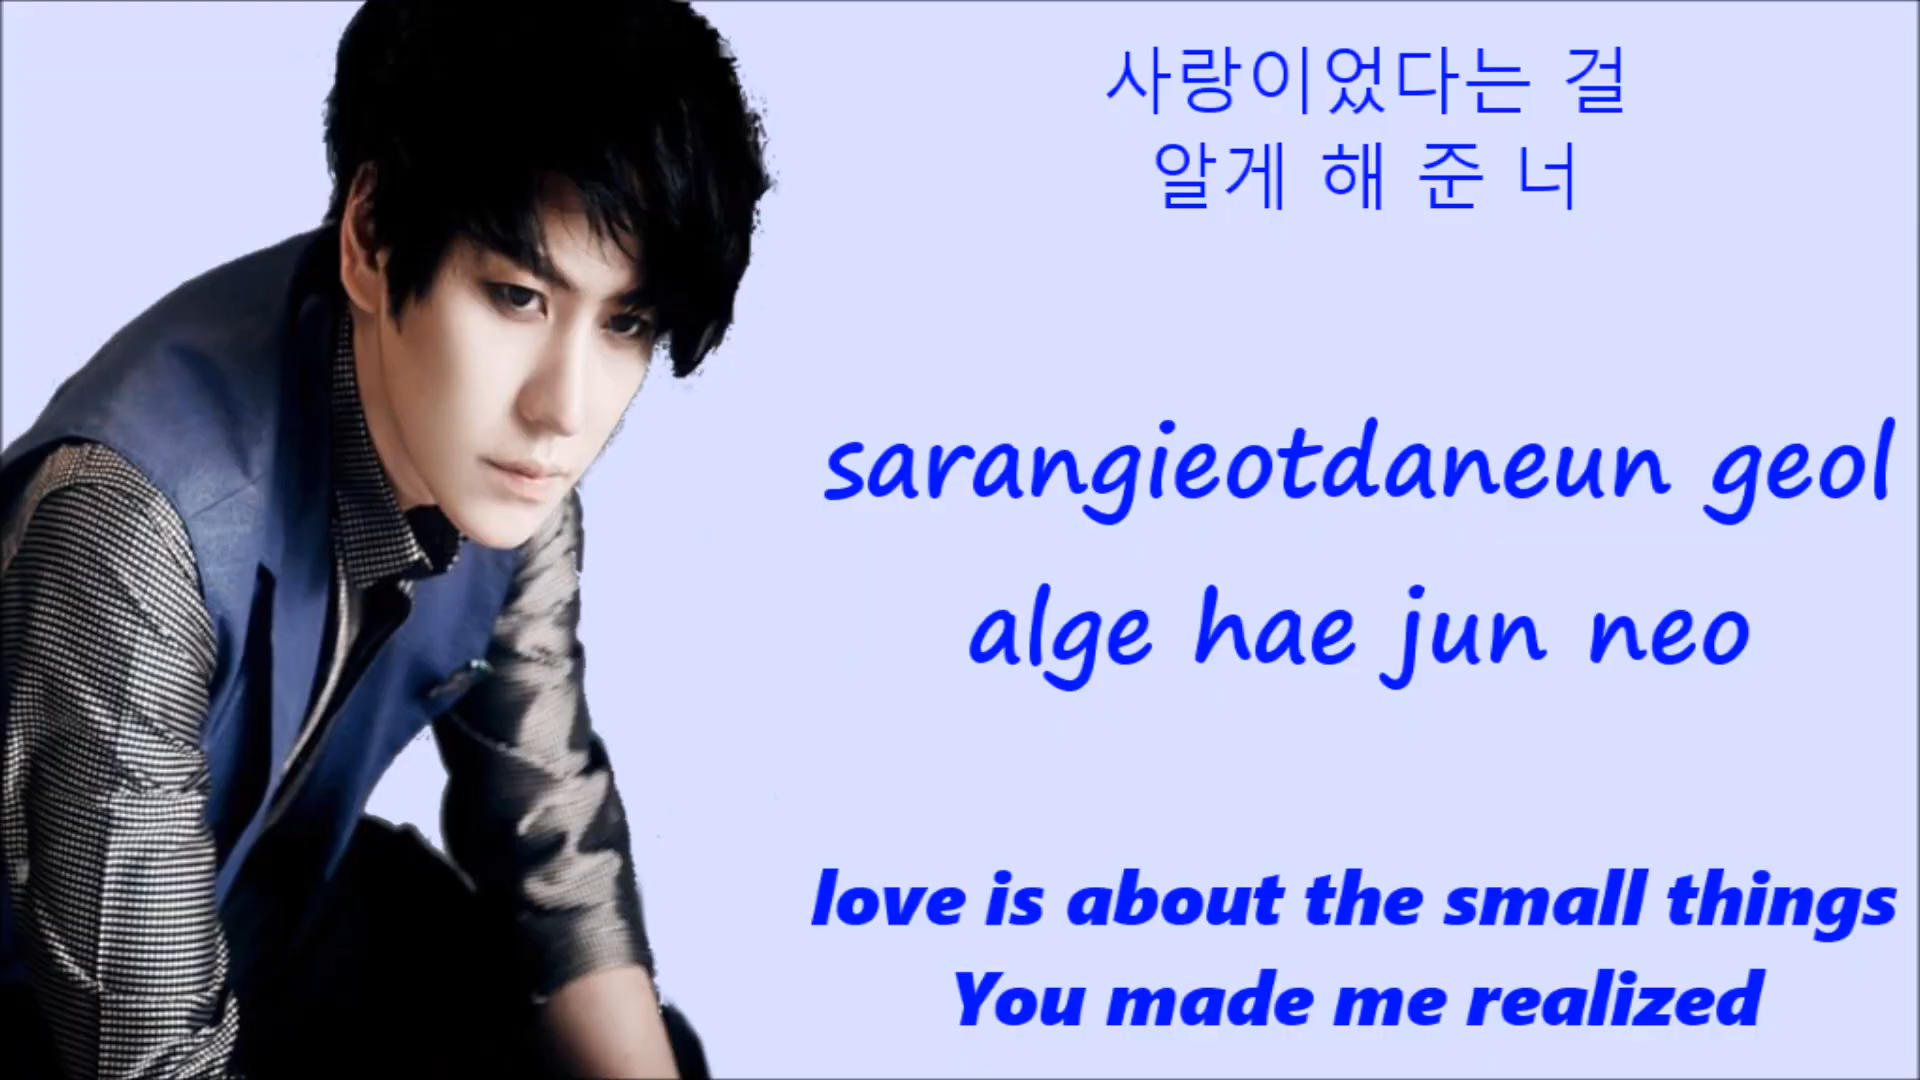 사랑이었다는 걸
알게 해 준 너
sarangieotdaneun geol
alge hae jun neo
love is about the small things
You made me realized